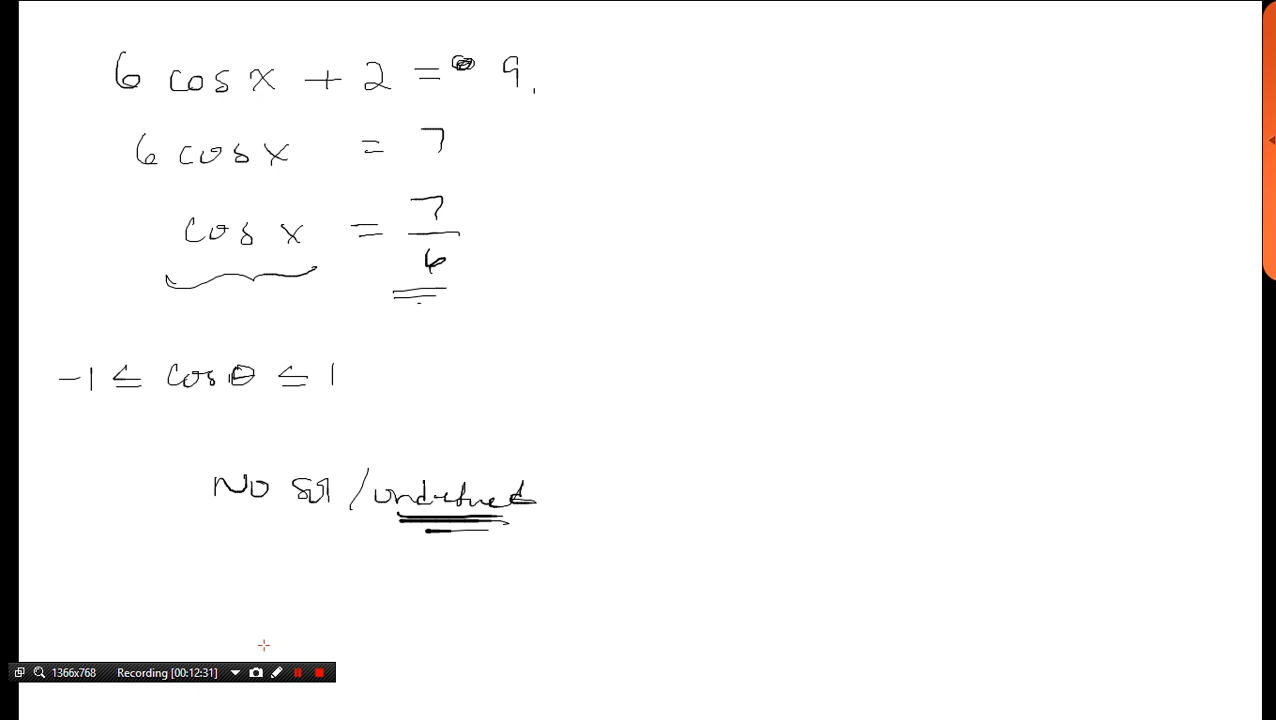 6 cos x + 2 = 9.
6 cos x = 7
cos x = 7/6
-1 ≤ cos θ ≤ 1
No sol / undefined
1366x768 Recording [00:12:31]